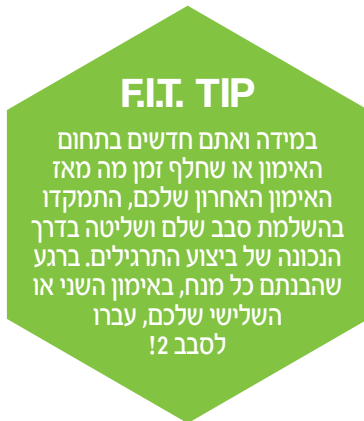 F.I.T. TIP
במידה ואתם חדשים בתחום
האימון או שחלף זמן מה מאז
האימון האחרון שלכם, התמקדו
בהשלמת סבב שלם ושליטה בדרך
הנכונה של ביצוע התרגילים. ברגע
שהבנתם כל מנח, באימון השני או
השלישי שלכם, עברו
לסבב 2!